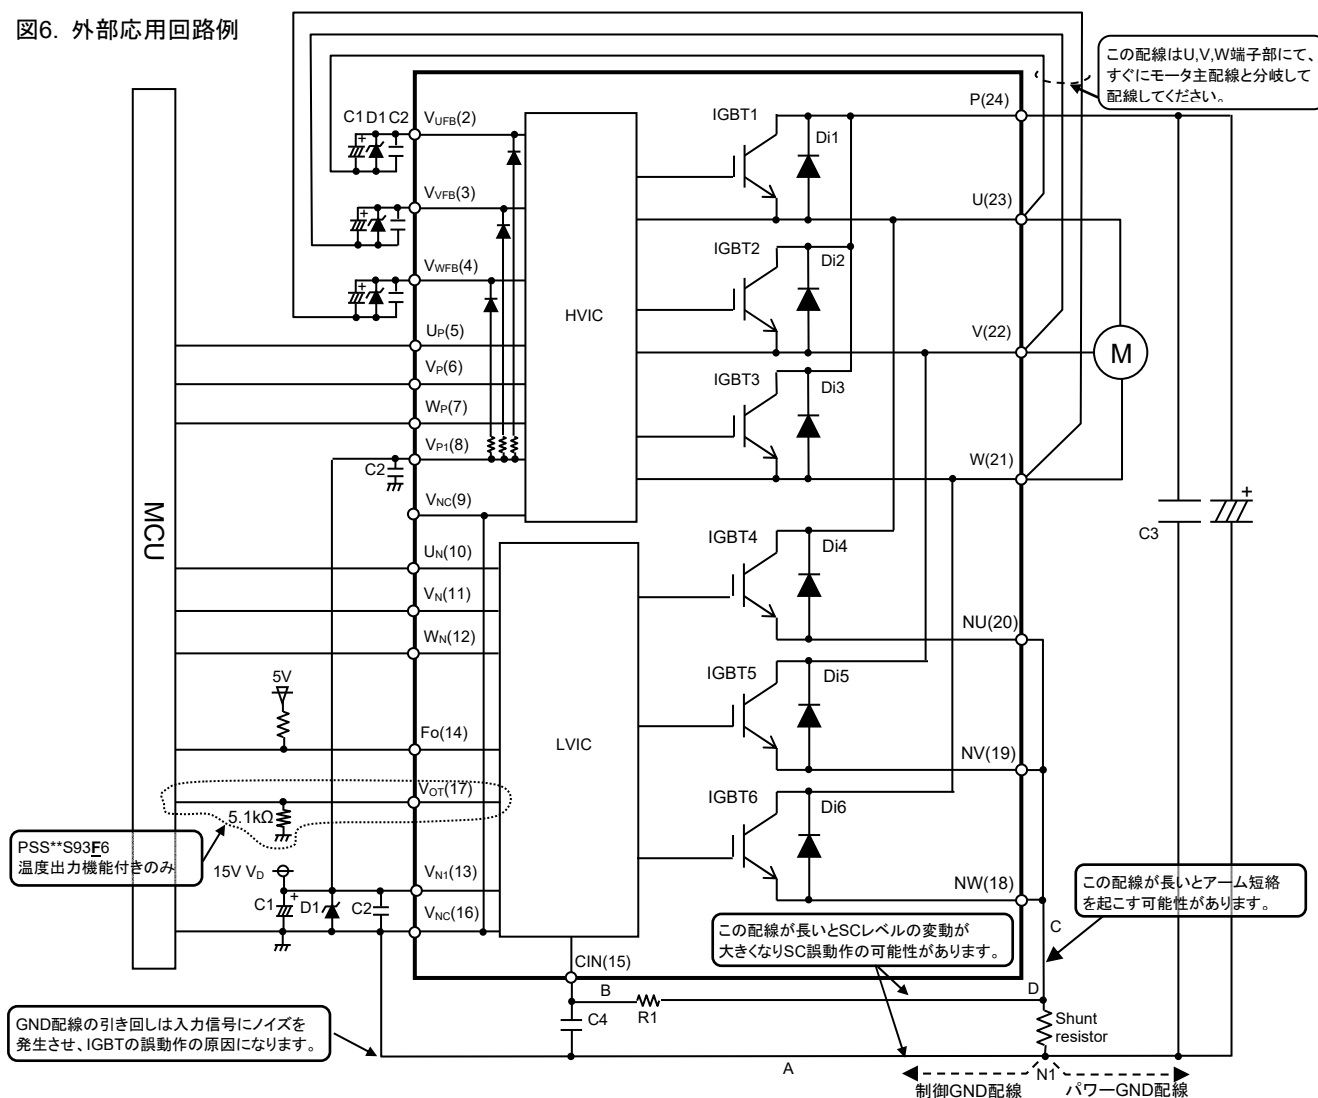 図6. 外部応用回路例
この配線はU,V,W端子部にて、
すぐにモータ主配線と分岐して
配線してください。
P(24)
IGBT1
Di1
C1 D1 C2
VUFB(2)
VVFB(3)
U(23)
IGBT2
Di2
VWFB(4)
HVIC
UP(5)
V(22)
M
VP(6)
IGBT3
Di3
WP(7)
VP1(8)
C2
W(21)
VNC(9)
MCU
C3
+
IGBT4
Di4
UN(10)
VN(11)
WN(12)
NU(20)
5V
IGBT5
Di5
Fo(14)
LVIC
NV(19)
VOT(17)
5.1kΩ
IGBT6
Di6
PSS**S93F6
温度出力機能付きのみ
15V VD
VN1(13)
NW(18)
C1
+
D1
C2
VNC(16)
この配線が長いとアーム短絡
を起こす可能性があります。
この配線が長いとSCレベルの変動が
大きくなりSC誤動作の可能性があります。
C
CIN(15)
B
R1
D
C4
Shunt
resistor
GND配線の引き回しは入力信号にノイズを
発生させ、IGBTの誤動作の原因になります。
A
N1
制御GND配線
パワーGND配線